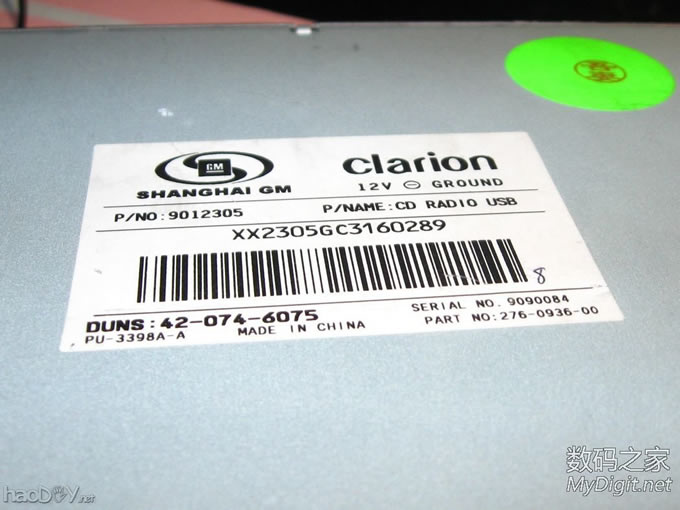 GM
SHANGHAI GM
clarion
12V ⊖ GROUND
P/NO:9012305
P/NAME:CD RADIO USB
XX2305GC3160289
8
DUNS:42-074-6075
SERIAL NO. 9090084
PU-3398A-A
MADE IN CHINA
PART NO:276-0936-00
数码之家
MyDigit.net
haoDIY.net